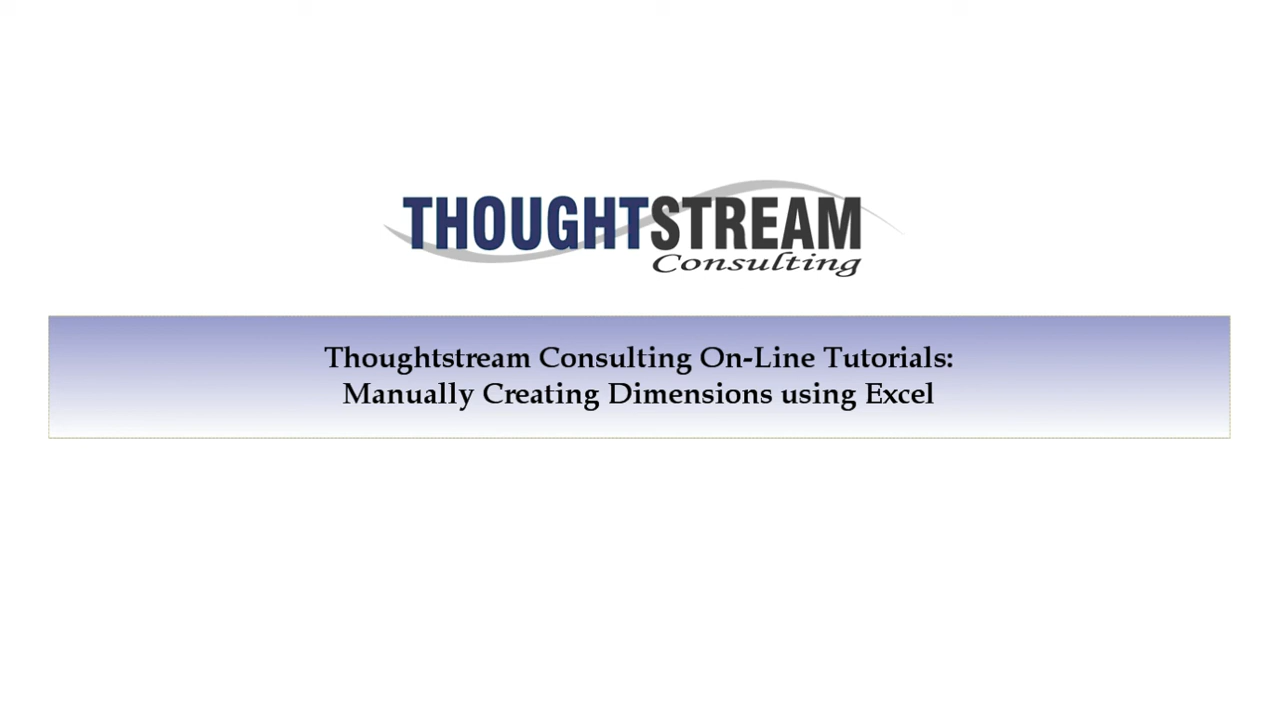 THOUGHTSTREAM
Consulting
Thoughtstream Consulting On-Line Tutorials:
Manually Creating Dimensions using Excel